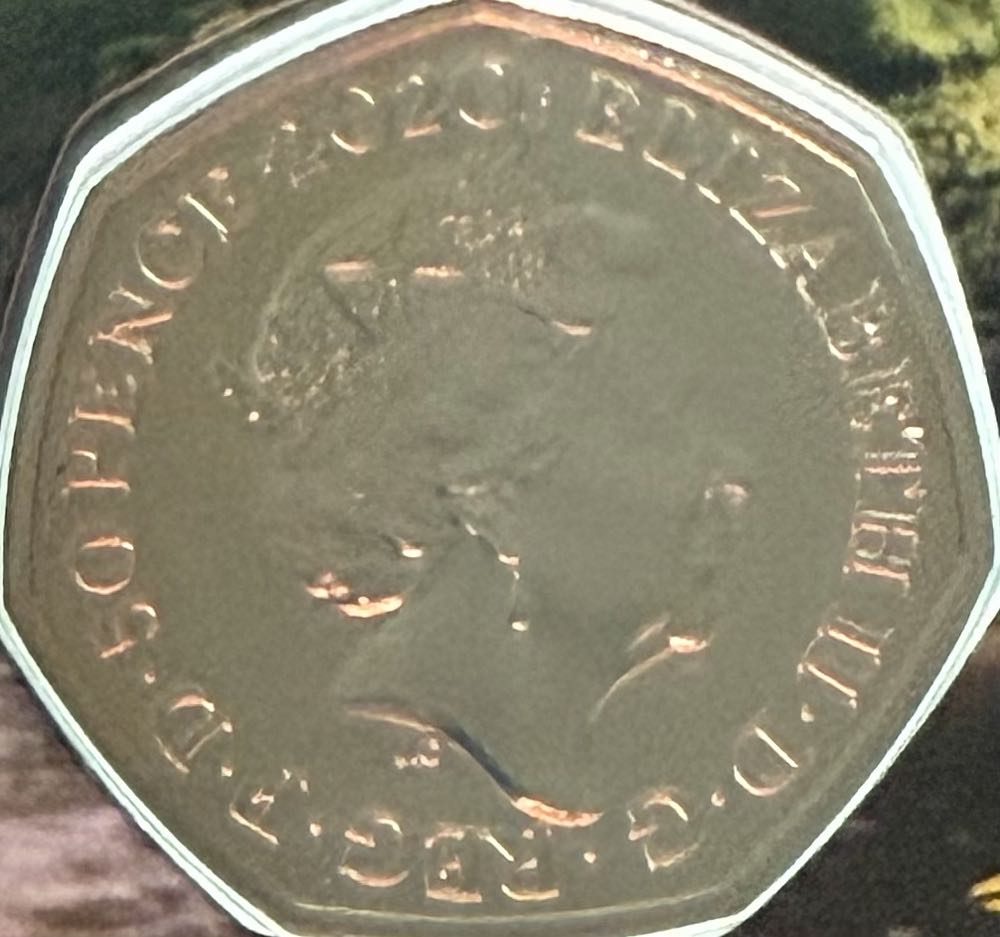 ELIZABETH II · D · G · REG · F · D · 50 PENCE 2020 ·